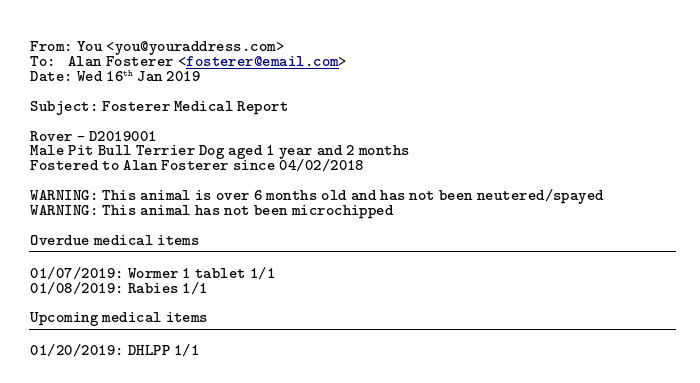 From: You <you@youraddress.com>
To: Alan Fosterer <fosterer@email.com>
Date: Wed 16th Jan 2019
Subject: Fosterer Medical Report
Rover – D2019001
Male Pit Bull Terrier Dog aged 1 year and 2 months
Fostered to Alan Fosterer since 04/02/2018
WARNING: This animal is over 6 months old and has not been neutered/spayed
WARNING: This animal has not been microchipped
Overdue medical items
01/07/2019: Wormer 1 tablet 1/1
01/08/2019: Rabies 1/1
Upcoming medical items
01/20/2019: DHLPP 1/1